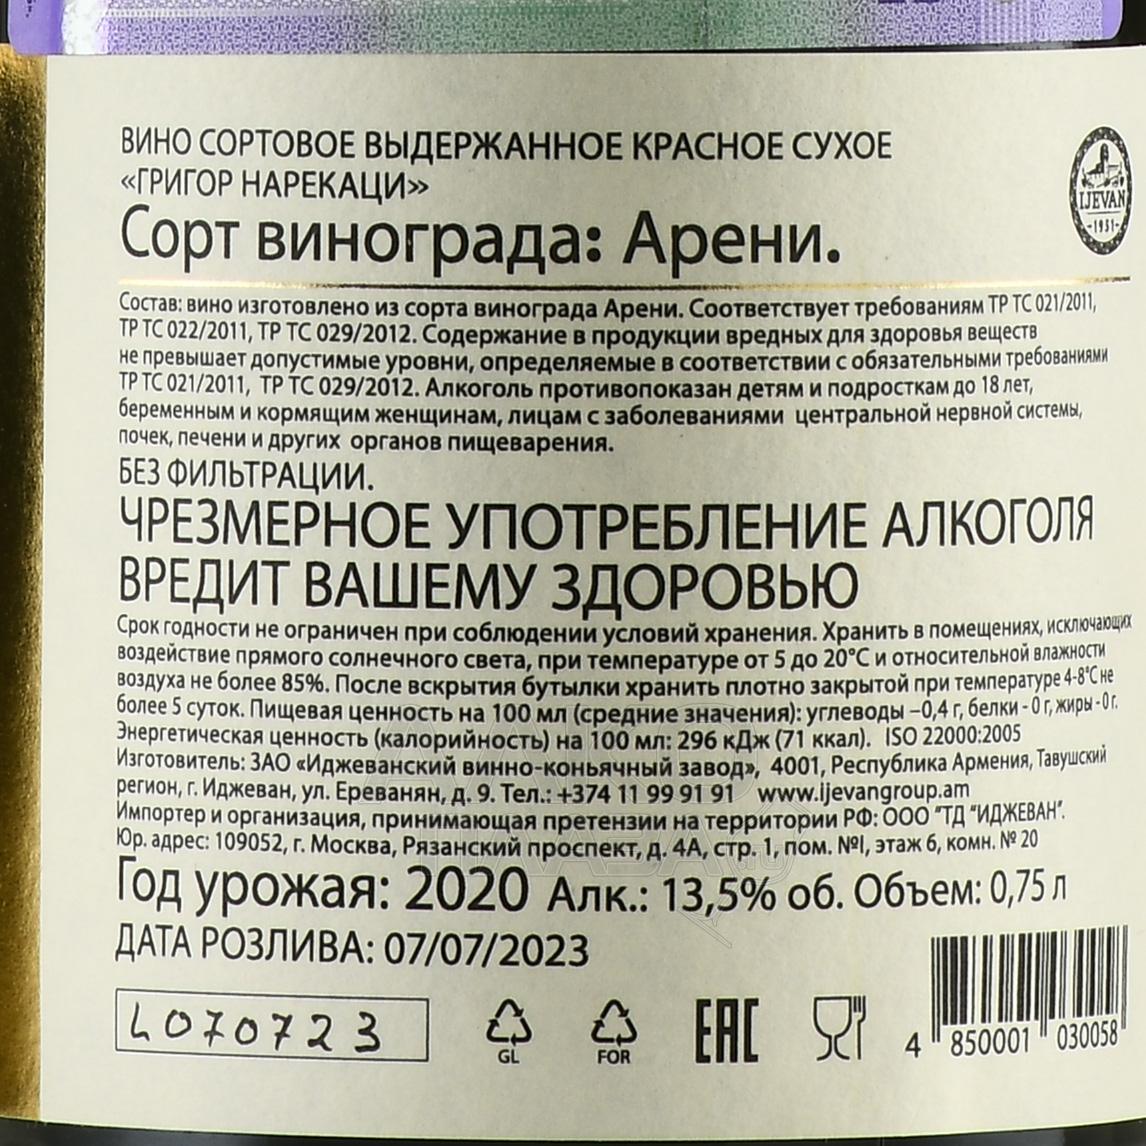 ВИНО СОРТОВОЕ ВЫДЕРЖАННОЕ КРАСНОЕ СУХОЕ
«ГРИГОР НАРЕКАЦИ»
IJEVAN
-1951-
Сорт винограда: Арени.
Состав: вино изготовлено из сорта винограда Арени. Соответствует требованиям ТР ТС 021/2011,
ТР ТС 022/2011, ТР ТС 029/2012. Содержание в продукции вредных для здоровья веществ
не превышает допустимые уровни, определяемые в соответствии с обязательными требованиями
ТР ТС 021/2011, ТР ТС 029/2012. Алкоголь противопоказан детям и подросткам до 18 лет,
беременным и кормящим женщинам, лицам с заболеваниями центральной нервной системы,
почек, печени и других органов пищеварения.
БЕЗ ФИЛЬТРАЦИИ.
ЧРЕЗМЕРНОЕ УПОТРЕБЛЕНИЕ АЛКОГОЛЯ
ВРЕДИТ ВАШЕМУ ЗДОРОВЬЮ
Срок годности не ограничен при соблюдении условий хранения. Хранить в помещениях, исключающих
воздействие прямого солнечного света, при температуре от 5 до 20°С и относительной влажности
воздуха не более 85%. После вскрытия бутылки хранить плотно закрытой при температуре 4-8°С не
более 5 суток. Пищевая ценность на 100 мл (средние значения): углеводы –0,4 г, белки - 0 г, жиры - 0 г.
Энергетическая ценность (калорийность) на 100 мл: 296 кДж (71 ккал). ISO 22000:2005
Изготовитель: ЗАО «Иджеванский винно-коньячный завод», 4001, Республика Армения, Тавушский
регион, г. Иджеван, ул. Ереванян, д. 9. Тел.: +374 11 99 91 91 www.ijevangroup.am
Импортер и организация, принимающая претензии на территории РФ: ООО "ТД "ИДЖЕВАН".
Юр. адрес: 109052, г. Москва, Рязанский проспект, д. 4А, стр. 1, пом. №I, этаж 6, комн. № 20
Год урожая: 2020 Алк.: 13,5% об. Объем: 0,75 л
ДАТА РОЗЛИВА: 07/07/2023
L070723
GL
FOR
EAC
4 850001 030058